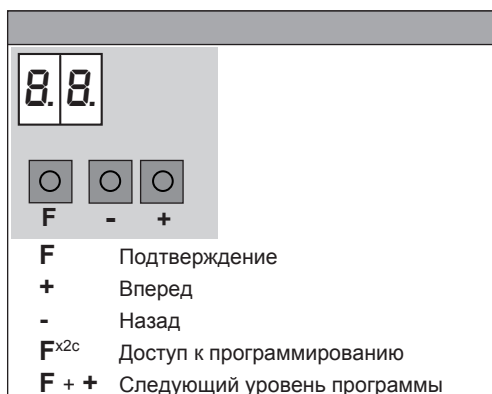 8.8.
F - +
F Подтверждение
+ Вперед
- Назад
Fx2c Доступ к программированию
F + + Следующий уровень программы